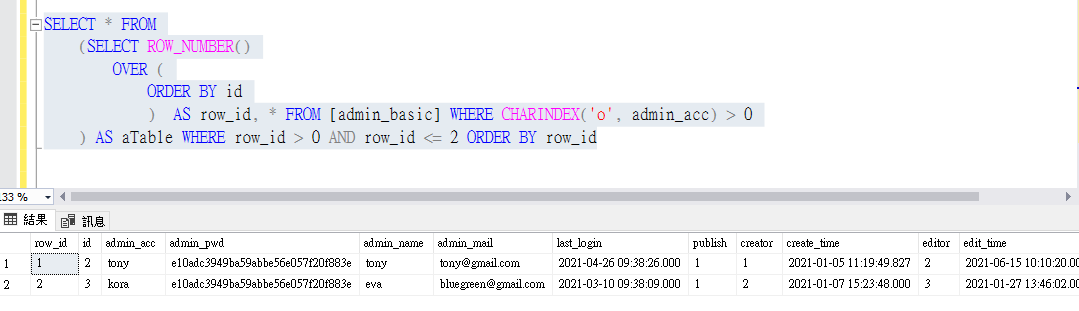 SELECT * FROM
(SELECT ROW_NUMBER()
OVER (
ORDER BY id
) AS row_id, * FROM [admin_basic] WHERE CHARINDEX('o', admin_acc) > 0
) AS aTable WHERE row_id > 0 AND row_id <= 2 ORDER BY row_id
133 %
結果 訊息
row_id id admin_acc admin_pwd admin_name admin_mail last_login publish creator create_time editor edit_time
1 1 2 tony e10adc3949ba59abbe56e057f20f883e tony tony@gmail.com 2021-04-26 09:38:26.000 1 1 2021-01-05 11:19:49.827 2 2021-06-15 10:10:20.00
2 2 3 kora e10adc3949ba59abbe56e057f20f883e eva bluegreen@gmail.com 2021-03-10 09:38:09.000 1 2 2021-01-07 15:23:48.000 3 2021-01-27 13:46:02.00